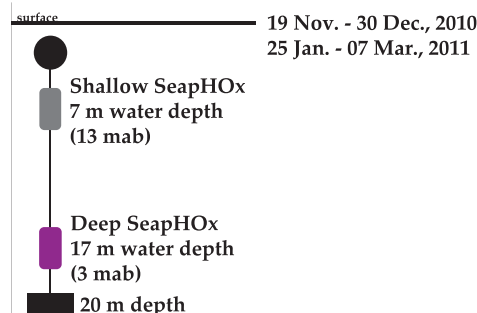 surface
19 Nov. - 30 Dec., 2010
25 Jan. - 07 Mar., 2011
Shallow SeapHOx
7 m water depth
(13 mab)
Deep SeapHOx
17 m water depth
(3 mab)
20 m depth